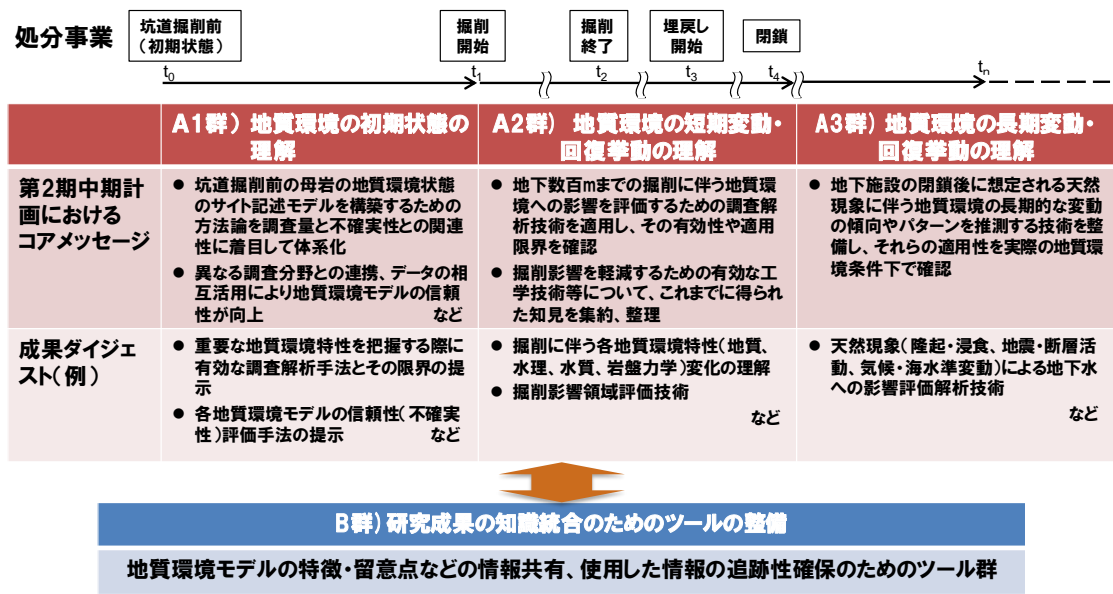 処分事業
坑道掘削前
（初期状態）
掘削
開始
掘削
終了
埋戻し
開始
閉鎖
t0
t1
t2
t3
t4
tn
A1群）地質環境の初期状態の
理解
A2群） 地質環境の短期変動・
回復挙動の理解
A3群）地質環境の長期変動・
回復挙動の理解
第2期中期計
画における
コアメッセージ
● 坑道掘削前の母岩の地質環境状態
のサイト記述モデルを構築するための
方法論を調査量と不確実性との関連
性に着目して体系化
● 異なる調査分野との連携、データの相
互活用により地質環境モデルの信頼
性が向上 など
● 地下数百mまでの掘削に伴う地質環
境への影響を評価するための調査解
析技術を適用し、その有効性や適用
限界を確認
● 掘削影響を軽減するための有効な工
学技術等について、これまでに得られ
た知見を集約、整理
● 地下施設の閉鎖後に想定される天然
現象に伴う地質環境の長期的な変動
の傾向やパターンを推測する技術を整
備し、それらの適用性を実際の地質環
境条件下で確認
成果ダイジェ
スト（例）
● 重要な地質環境特性を把握する際に
有効な調査解析手法とその限界の提
示
● 各地質環境モデルの信頼性（不確実
性）評価手法の提示 など
● 掘削に伴う各地質環境特性（地質、
水理、水質、岩盤力学）変化の理解
● 掘削影響領域評価技術
など
● 天然現象（隆起・浸食、地震・断層活
動、気候・海水準変動）による地下水
への影響評価解析技術
など
B群）研究成果の知識統合のためのツールの整備
地質環境モデルの特徴・留意点などの情報共有、使用した情報の追跡性確保のためのツール群